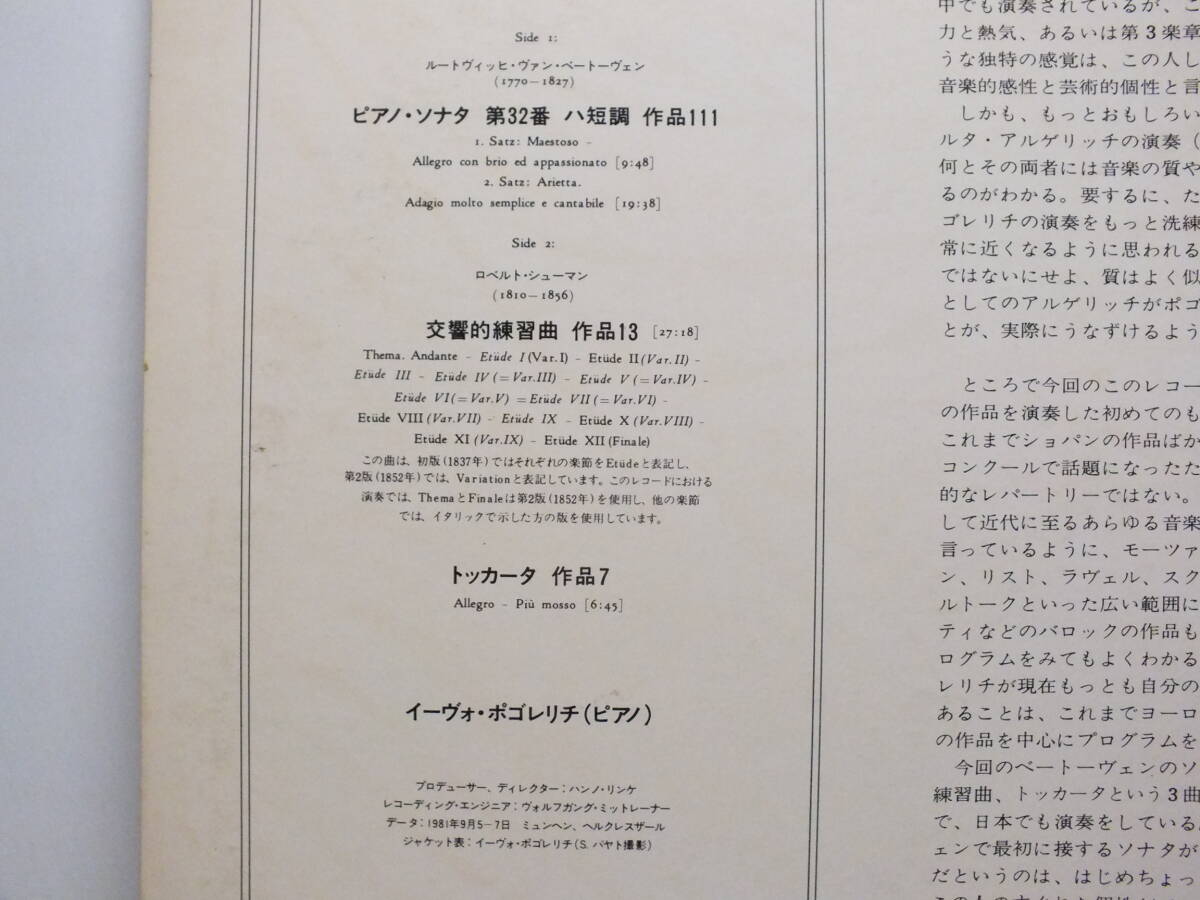 Side 1:
ルートヴィッヒ・ヴァン・ベートーヴェン
(1770−1827)
ピアノ・ソナタ 第32番 ハ短調 作品111
1. Satz: Maestoso −
Allegro con brio ed appassionato [9:48]
2. Satz: Arietta.
Adagio molto semplice e cantabile [19:38]
Side 2:
ロベルト・シューマン
(1810−1856)
交響的練習曲 作品13 [27:18]
Thema. Andante − Etüde I (Var. I) − Etüde II (Var. II) −
Etüde III − Etüde IV (=Var.III) − Etüde V (=Var.IV) −
Etüde VI (=Var.V) =Etüde VII (=Var.VI) −
Etüde VIII (Var.VII) − Etüde IX − Etüde X (Var.VIII) −
Etüde XI (Var.IX) − Etüde XII (Finale)
この曲は、初版(1837年)ではそれぞれの楽節をEtüdeと表記し、
第2版(1852年)では、Variationと表記しています。このレコードにおける
演奏では、ThemaとFinaleは第2版(1852年)を使用し、他の楽節
では、イタリックで示した方の版を使用しています。
トッカータ 作品7
Allegro − Più mosso [6:45]
イーヴォ・ポゴレリチ(ピアノ)
プロデューサー、ディレクター：ハンノ・リンケ
レコーディング・エンジニア：ヴォルフガング・ミットレーナー
データ：1981年9月5−7日 ミュンヘン、ヘルクレスザール
ジャケット表：イーヴォ・ポゴレリチ(S. バヤト撮影)
中でも演奏されているが、こ
力と熱気、あるいは第3楽章
うな独特の感覚は、この人し
音楽的感性と芸術的個性と言
しかも、もっとおもしろい
ルタ・アルゲリッチの演奏（
何とその両者には音楽の質や
るのがわかる。要するに、た
ゴレリチの演奏をもっと洗練
常に近くなるように思われる
ではないにせよ、質はよく似
としてのアルゲリッチがポゴ
とが、実際にうなずけるよう
ところで今回のこのレコー
の作品を演奏した初めてのも
これまでショパンの作品ばか
コンクールで話題になったた
的なレパートリーではない。
して近代に至るあらゆる音楽
言っているように、モーツァ
ン、リスト、ラヴェル、スク
ルトークといった広い範囲に
ティなどのバロックの作品も
ログラムをみてもよくわかる
レリチが現在もっとも自分の
あることは、これまでヨーロ
の作品を中心にプログラムを
今回のベートーヴェンのソ
練習曲、トッカータという3曲
で、日本でも演奏をしている
ェンで最初に接するソナタが
だというのは、はじめちょっ